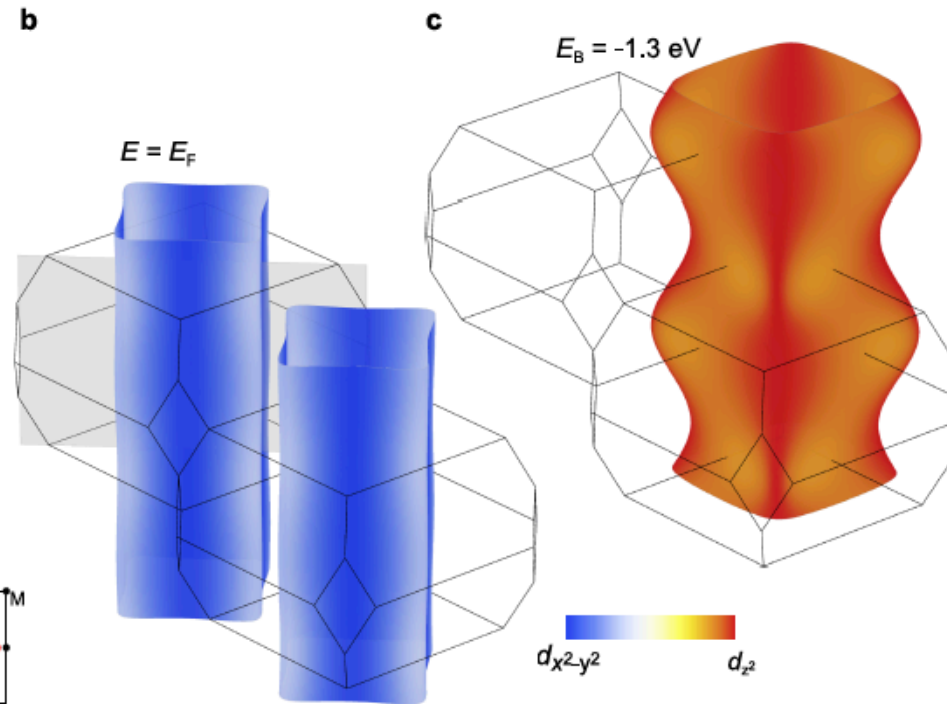 b
c
E_B = -1.3 eV
E = E_F
M
d_x²-y²
d_z²